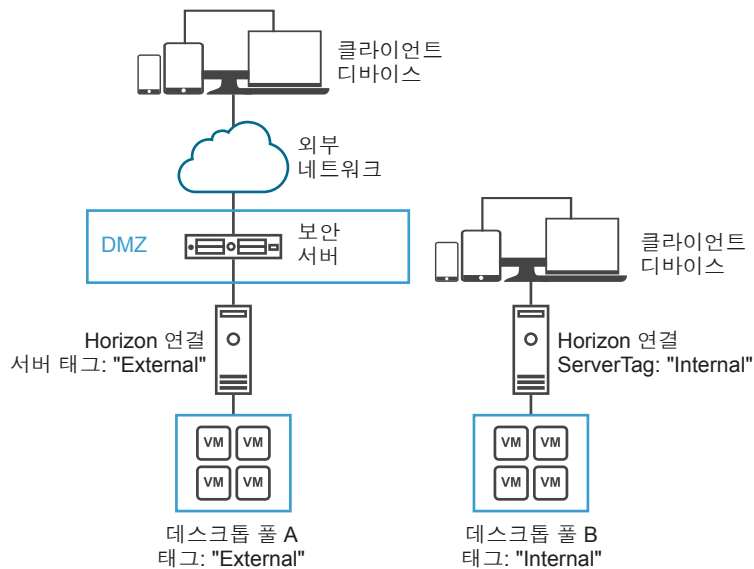 클라이언트
디바이스
외부
네트워크
DMZ
보안
서버
클라이언트
디바이스
Horizon 연결
서버 태그: "External"
Horizon 연결
ServerTag: "Internal"
VM VM
VM VM
VM VM
VM VM
데스크톱 풀 A
태그: "External"
데스크톱 풀 B
태그: "Internal"